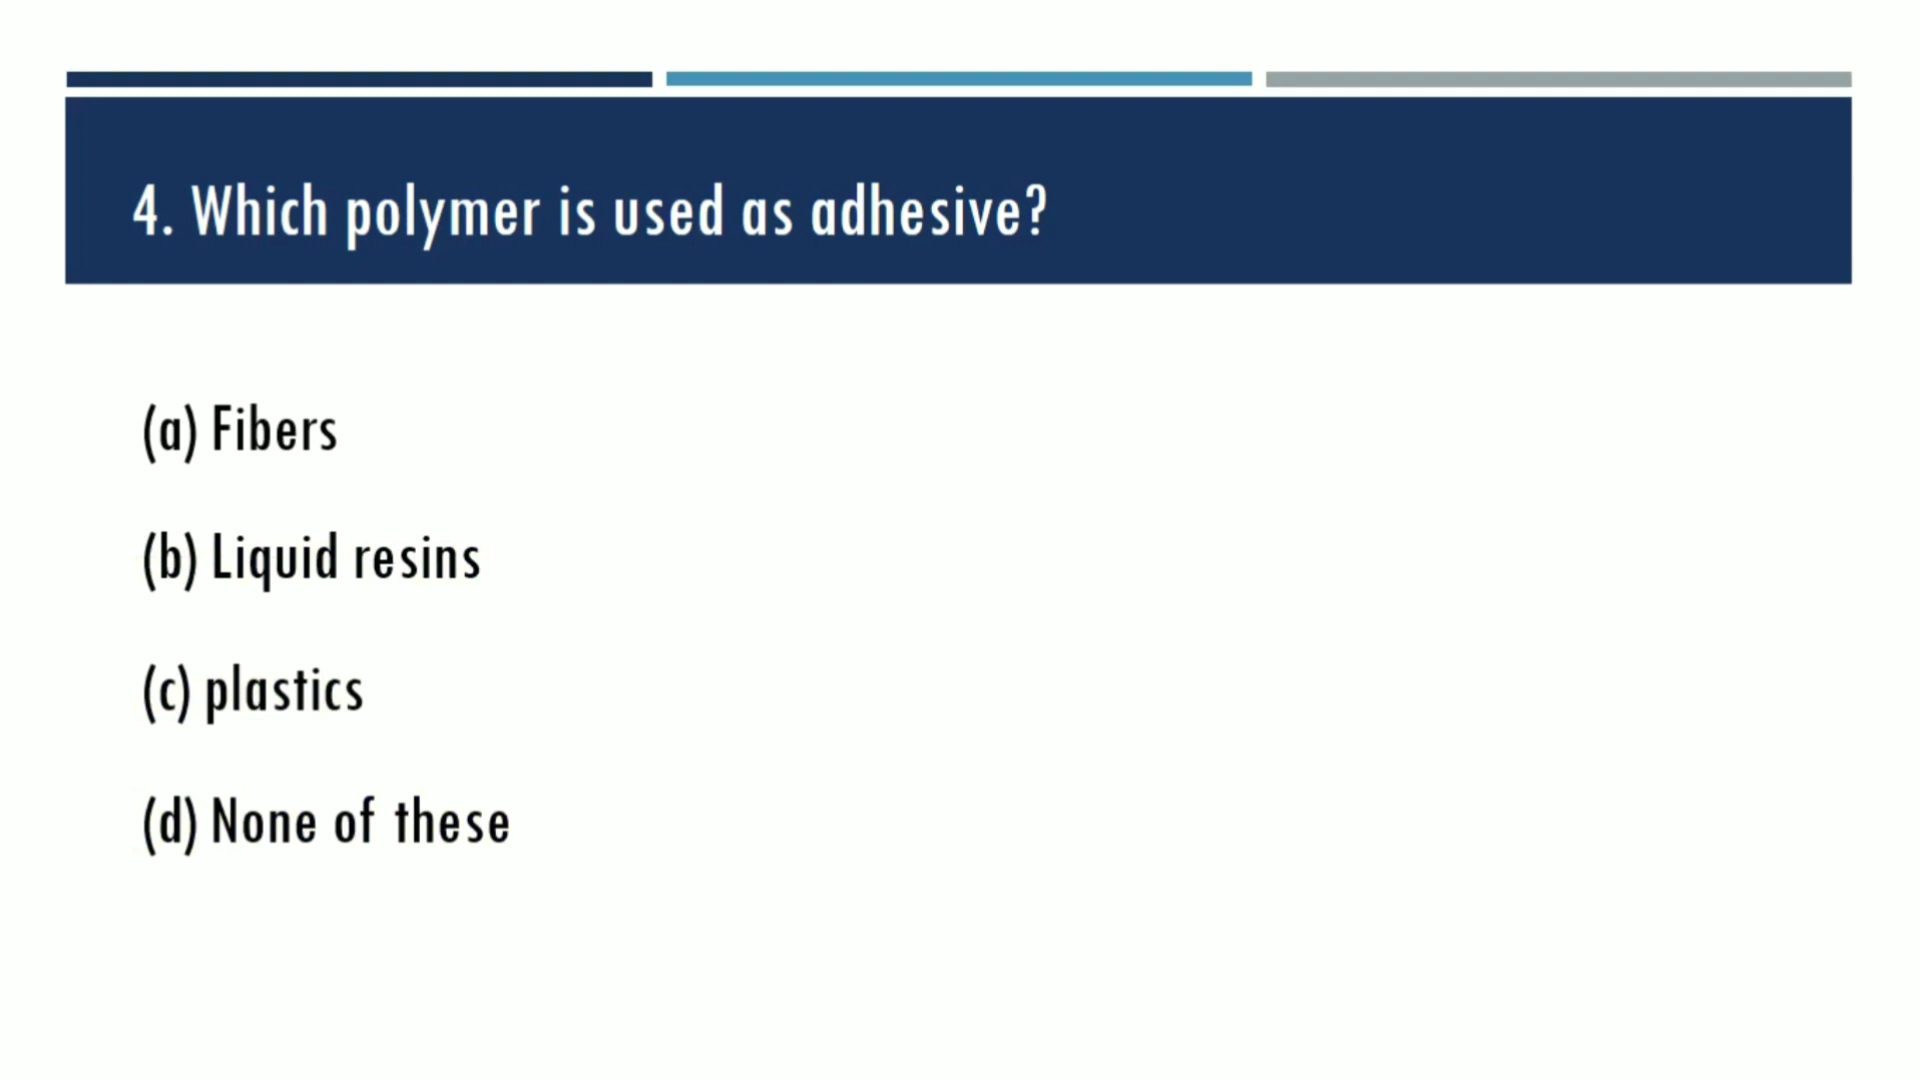 4. Which polymer is used as adhesive?
(a) Fibers
(b) Liquid resins
(c) plastics
(d) None of these